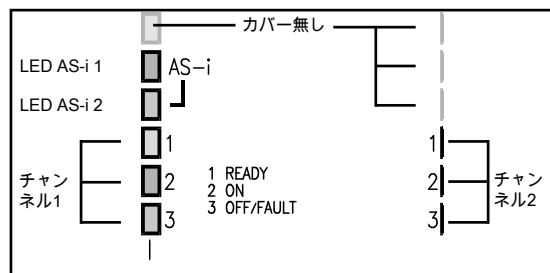 カバー無し
LED AS-i 1
AS-i
LED AS-i 2
1
2
3
チャン
ネル1
1 READY
2 ON
3 OFF/FAULT
1
2
3
チャン
ネル2